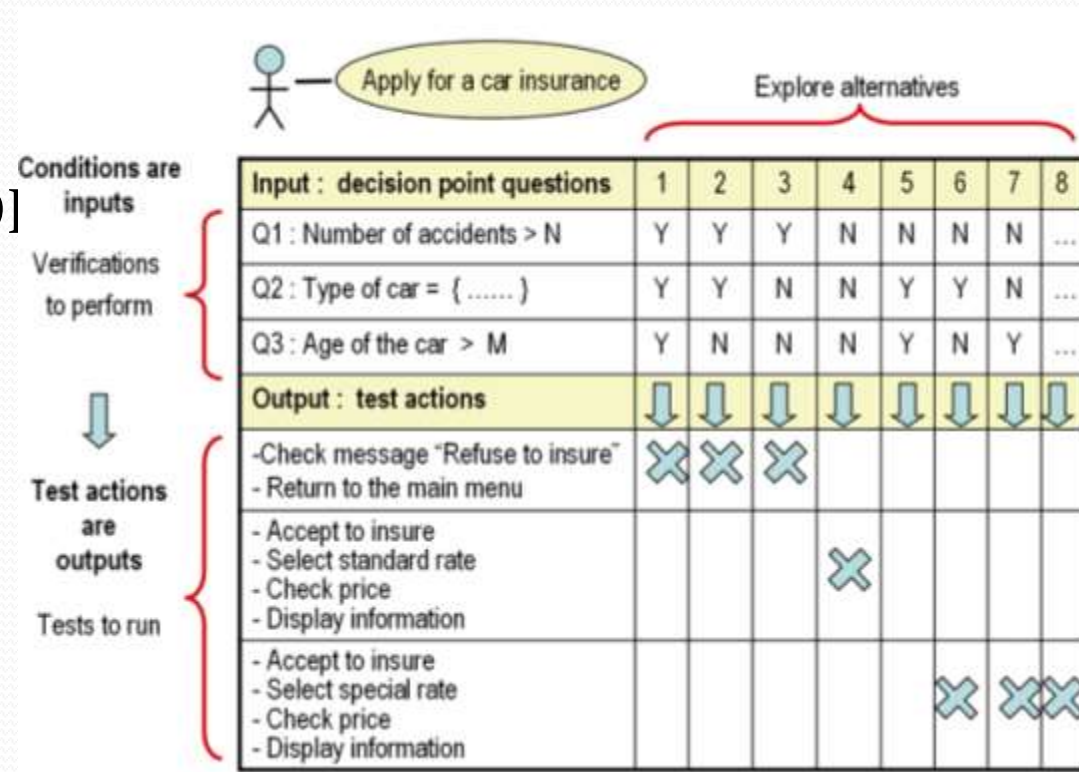 Apply for a car insurance
Explore alternatives
Conditions are
inputs
)]
Verifications
to perform
Input : decision point questions 1 2 3 4 5 6 7 8
Q1 : Number of accidents > N Y Y Y N N N N ...
Q2 : Type of car = { ...... } Y Y N N Y Y N ...
Q3 : Age of the car > M Y N N N Y N Y ...
Output : test actions
Test actions
are
outputs
Tests to run
-Check message "Refuse to insure"
- Return to the main menu
- Accept to insure
- Select standard rate
- Check price
- Display information
- Accept to insure
- Select special rate
- Check price
- Display information